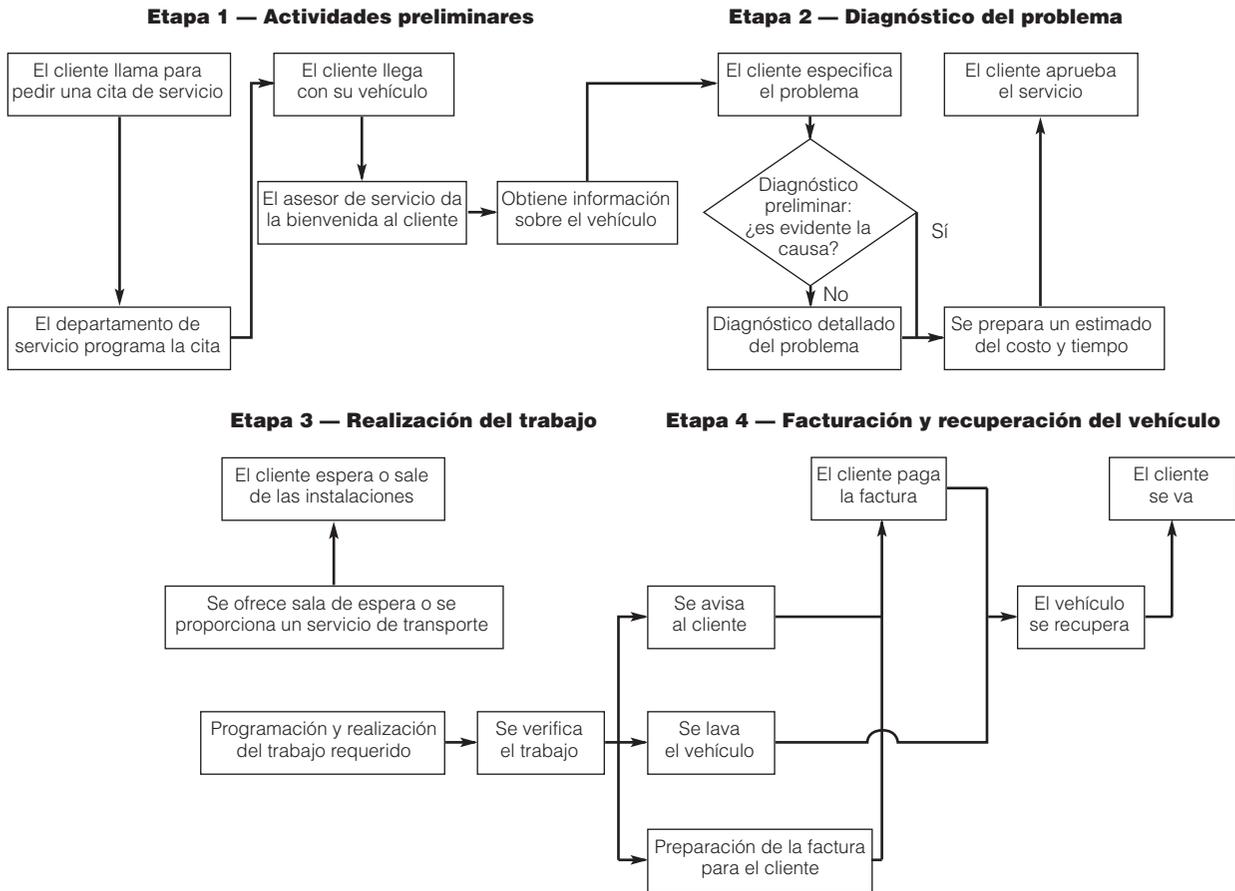 Etapa 1 — Actividades preliminares
El cliente llama para
pedir una cita de servicio
El departamento de
servicio programa la cita
El cliente llega
con su vehículo
El asesor de servicio da
la bienvenida al cliente
Obtiene información
sobre el vehículo
Etapa 2 — Diagnóstico del problema
El cliente especifica
el problema
Diagnóstico
preliminar:
¿es evidente la
causa?
Sí
No
Diagnóstico detallado
del problema
Se prepara un estimado
del costo y tiempo
El cliente aprueba
el servicio
Etapa 3 — Realización del trabajo
El cliente espera o sale
de las instalaciones
Se ofrece sala de espera o se
proporciona un servicio de transporte
Programación y realización
del trabajo requerido
Se verifica
el trabajo
Etapa 4 — Facturación y recuperación del vehículo
Se avisa
al cliente
Se lava
el vehículo
Preparación de la factura
para el cliente
El cliente paga
la factura
El vehículo
se recupera
El cliente
se va